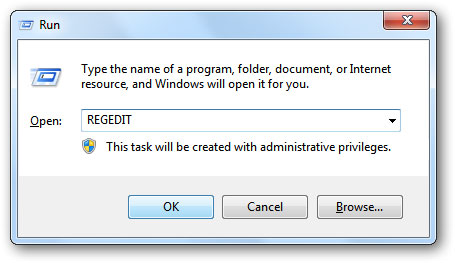 Run
Type the name of a program, folder, document, or Internet
resource, and Windows will open it for you.
Open: REGEDIT
This task will be created with administrative privileges.
OK Cancel Browse...